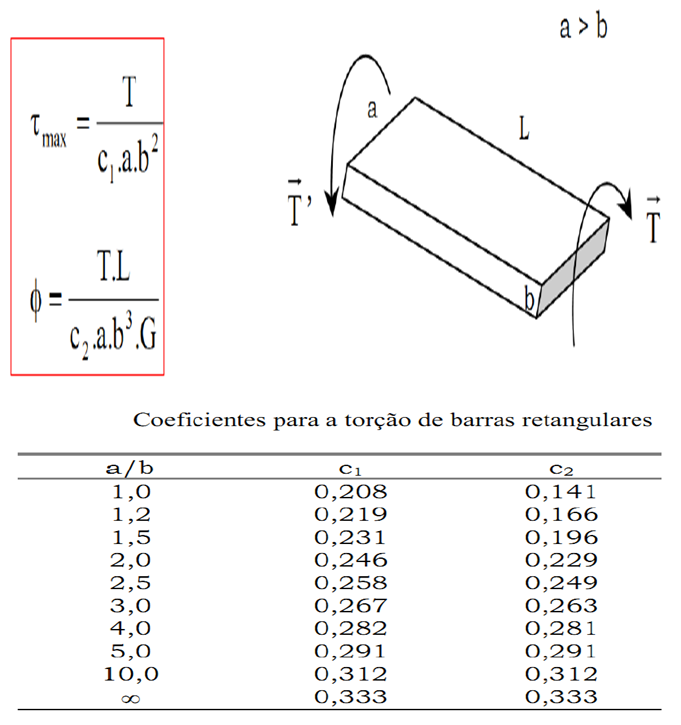 a > b
τmax = T / c₁.a.b²
ϕ = T.L / c₂.a.b³.G
a
L
T⃗'
T⃗
b
Coeficientes para a torção de barras retangulares
a/b c₁ c₂
1,0 0,208 0,141
1,2 0,219 0,166
1,5 0,231 0,196
2,0 0,246 0,229
2,5 0,258 0,249
3,0 0,267 0,263
4,0 0,282 0,281
5,0 0,291 0,291
10,0 0,312 0,312
∞ 0,333 0,333